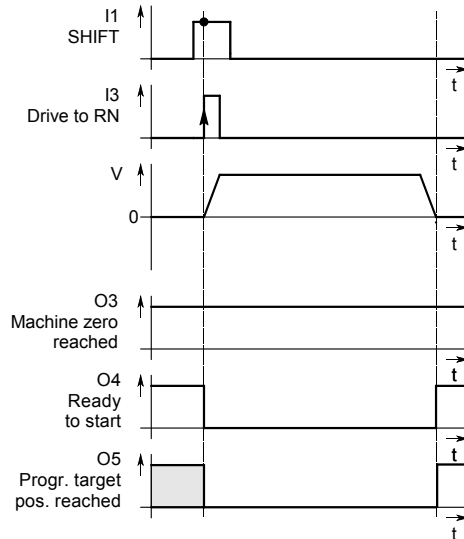 I1
SHIFT
t
I3
Drive to RN
t
V
0
t
O3
Machine zero
reached
t
O4
Ready
to start
t
O5
Progr. target
pos. reached
t